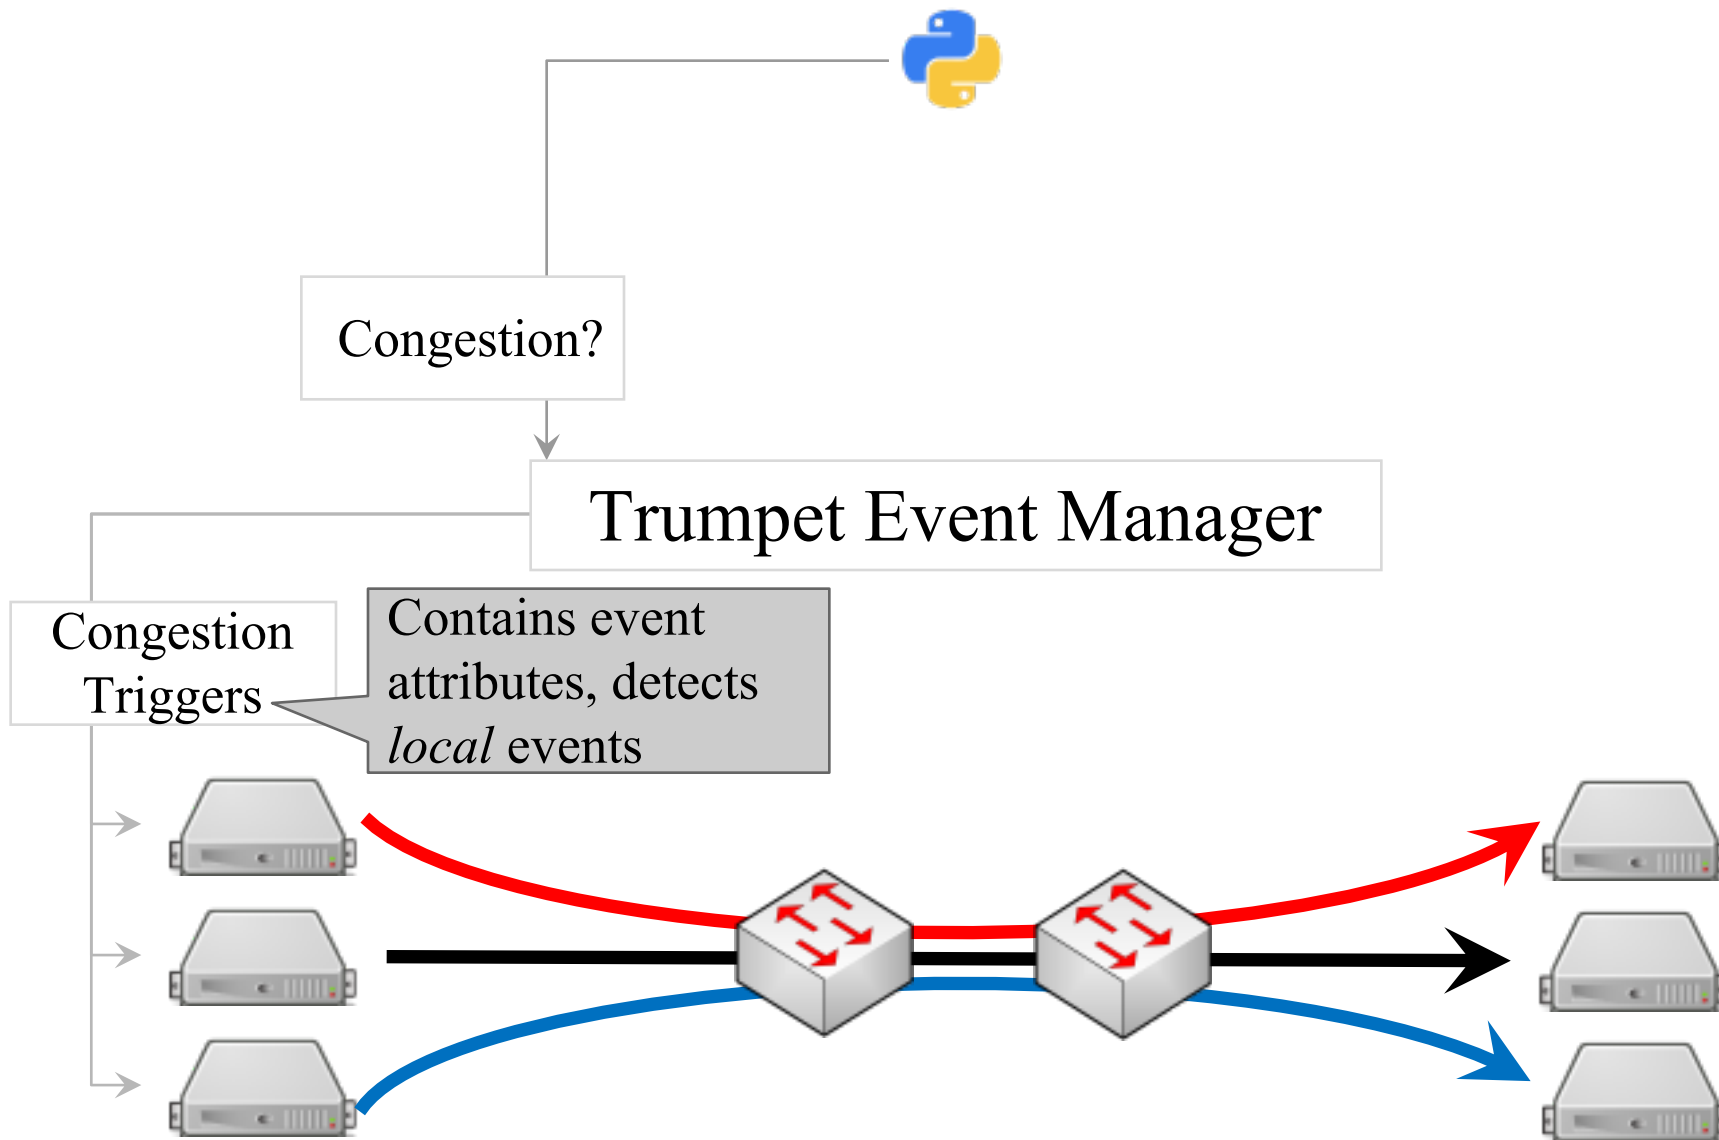 Congestion?
Trumpet Event Manager
Congestion
Triggers
Contains event
attributes, detects
local events